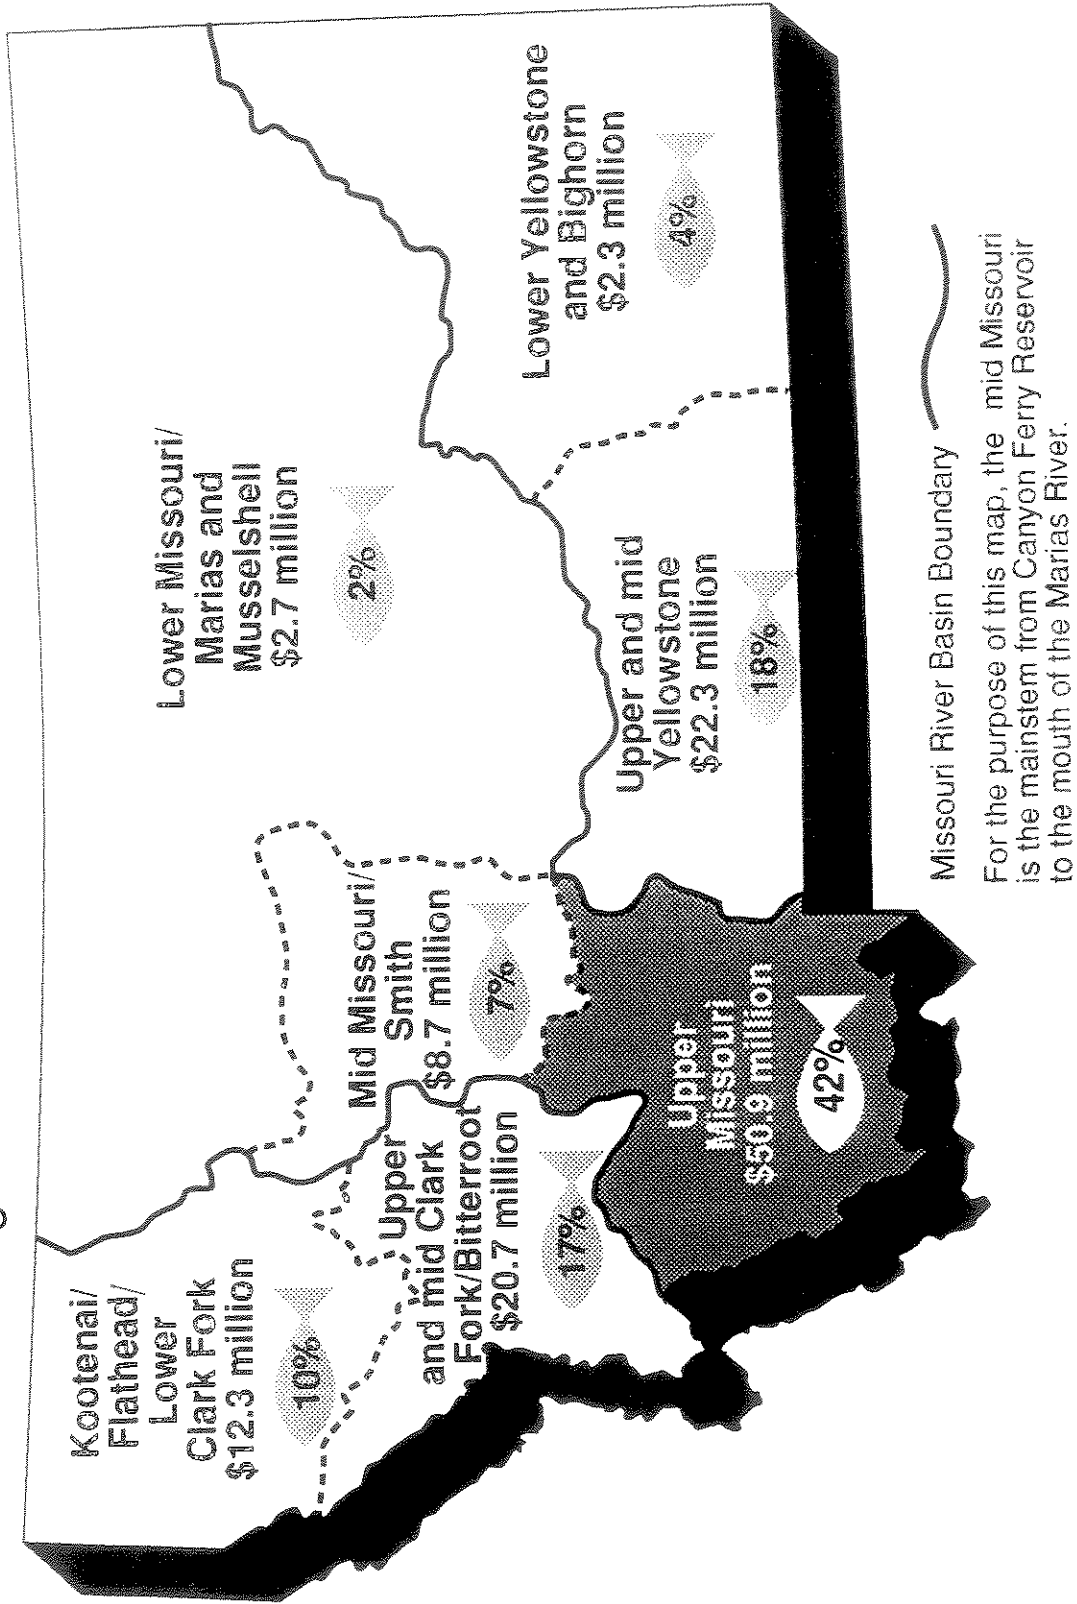 Kootenai/
Flathead/
Lower
Clark Fork
$12.3 million
10%
Upper
and mid Clark
Fork/Bitterroot
$20.7 million
17%
Mid Missouri/
Smith
$8.7 million
7%
Lower Missouri/
Marias and
Musselshell
$2.7 million
2%
Upper
Missouri
$50.9 million
42%
Upper and mid
Yellowstone
$22.3 million
18%
Lower Yellowstone
and Bighorn
$2.3 million
4%
Missouri River Basin Boundary
For the purpose of this map, the mid Missouri
is the mainstem from Canyon Ferry Reservoir
to the mouth of the Marias River.